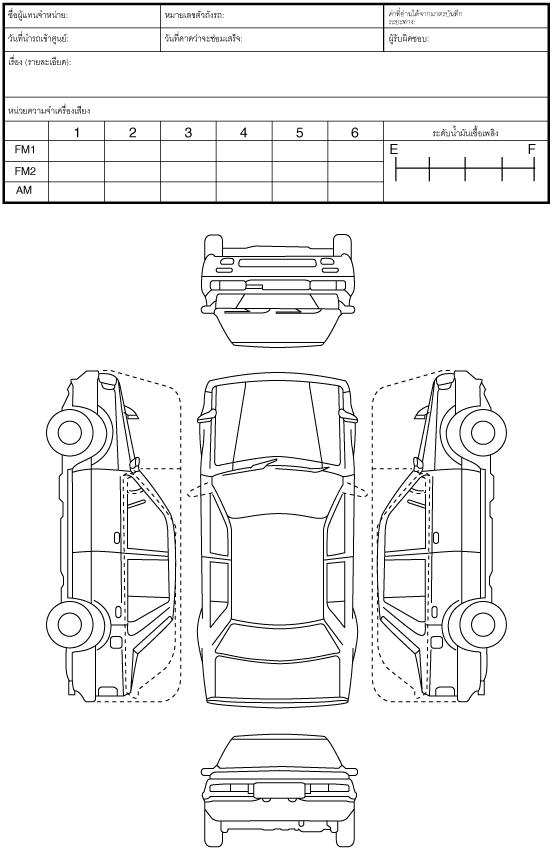 ชื่อผู้แทนจำหน่าย: หมายเลขตัวถังรถ: ค่าที่อ่านได้จากมาตรบันทึก
ระยะทาง:
วันที่นำรถเข้าศูนย์: วันที่คาดว่าจะซ่อมเสร็จ: ผู้รับผิดชอบ:
เรื่อง (รายละเอียด):
หน่วยความจำเครื่องเสียง
1 2 3 4 5 6 ระดับน้ำมันเชื้อเพลิง
FM1 E F
FM2
AM